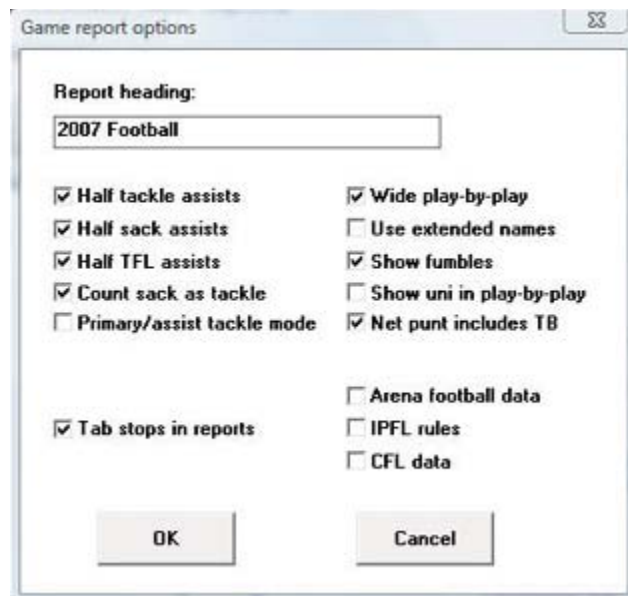 Game report options
Report heading:
2007 Football
Half tackle assists
Half sack assists
Half TFL assists
Count sack as tackle
Primary/assist tackle mode
Tab stops in reports
Wide play-by-play
Use extended names
Show fumbles
Show uni in play-by-play
Net punt includes TB
Arena football data
IPFL rules
CFL data
OK
Cancel